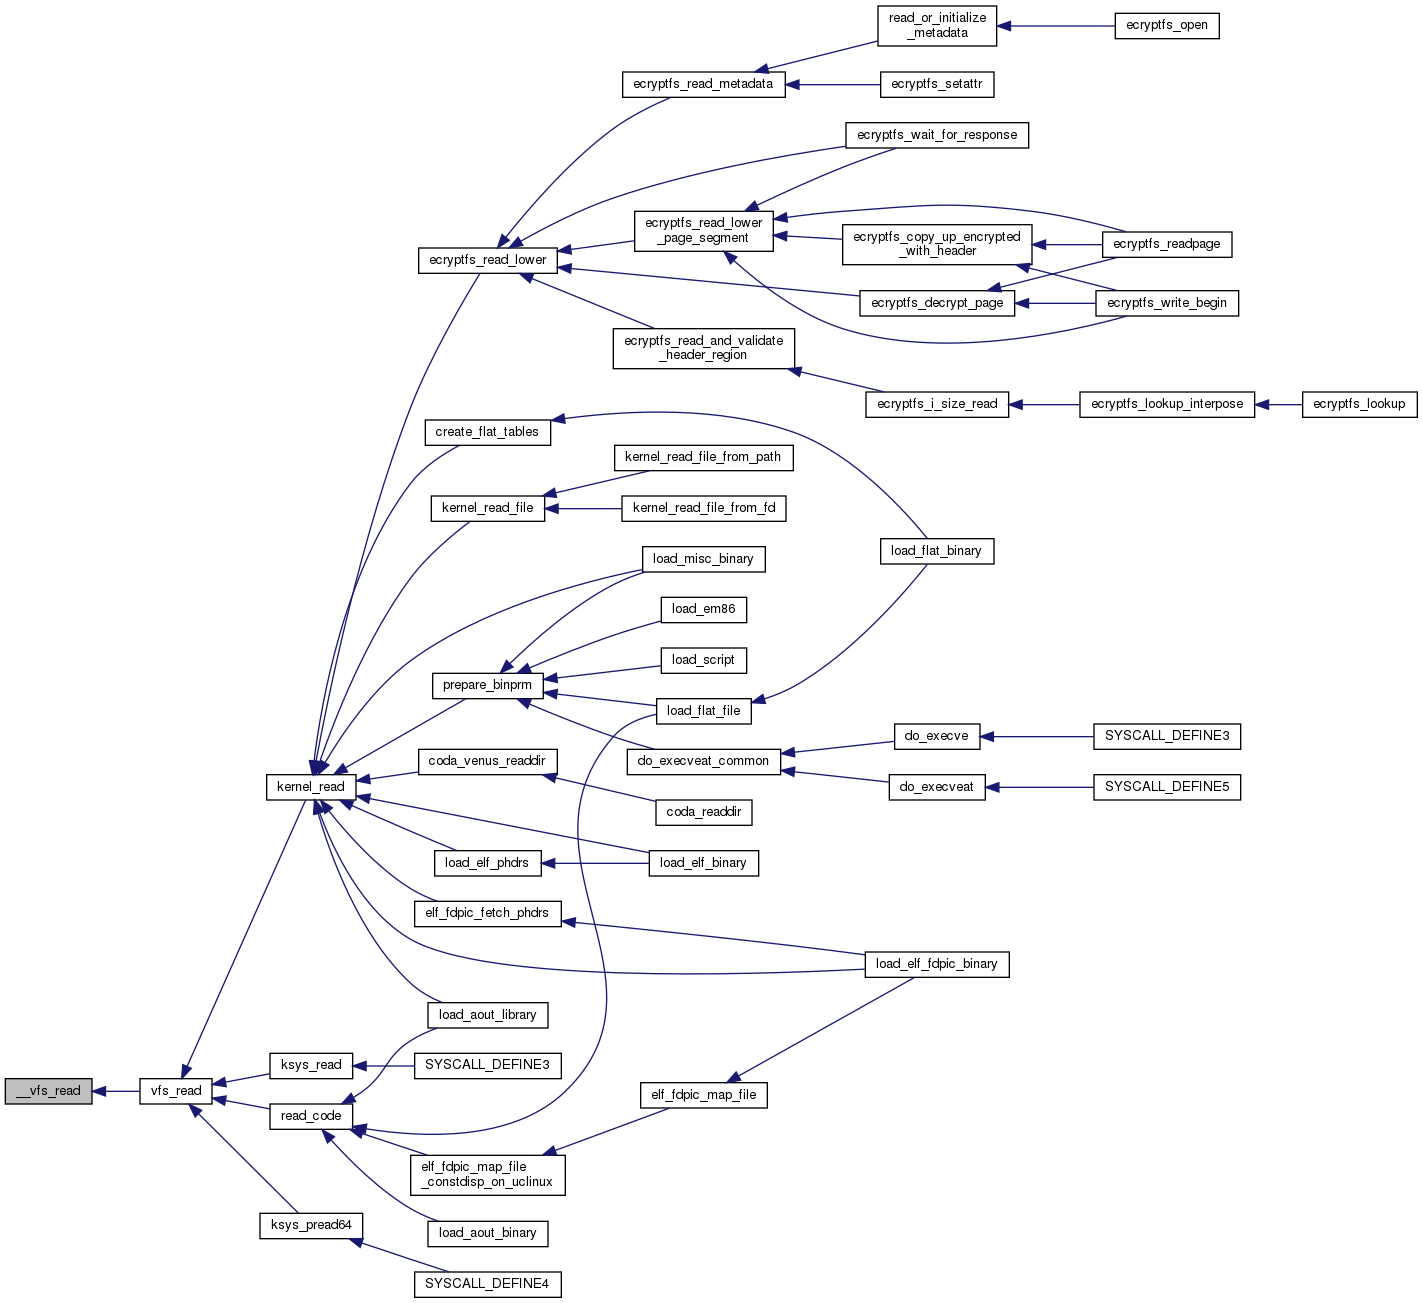 read_or_initialize
_metadata
ecryptfs_open
ecryptfs_read_metadata
ecryptfs_setattr
ecryptfs_wait_for_response
ecryptfs_read_lower
_page_segment
ecryptfs_copy_up_encrypted
_with_header
ecryptfs_readpage
ecryptfs_read_lower
ecryptfs_decrypt_page
ecryptfs_write_begin
ecryptfs_read_and_validate
_header_region
ecryptfs_i_size_read
ecryptfs_lookup_interpose
ecryptfs_lookup
create_flat_tables
kernel_read_file_from_path
kernel_read_file
kernel_read_file_from_fd
load_flat_binary
load_misc_binary
load_em86
load_script
prepare_binprm
load_flat_file
do_execve
SYSCALL_DEFINE3
coda_venus_readdir
do_execveat_common
kernel_read
do_execveat
SYSCALL_DEFINE5
coda_readdir
load_elf_phdrs
load_elf_binary
elf_fdpic_fetch_phdrs
load_elf_fdpic_binary
load_aout_library
ksys_read
SYSCALL_DEFINE3
__vfs_read
vfs_read
elf_fdpic_map_file
read_code
elf_fdpic_map_file
_constdisp_on_uclinux
ksys_pread64
load_aout_binary
SYSCALL_DEFINE4